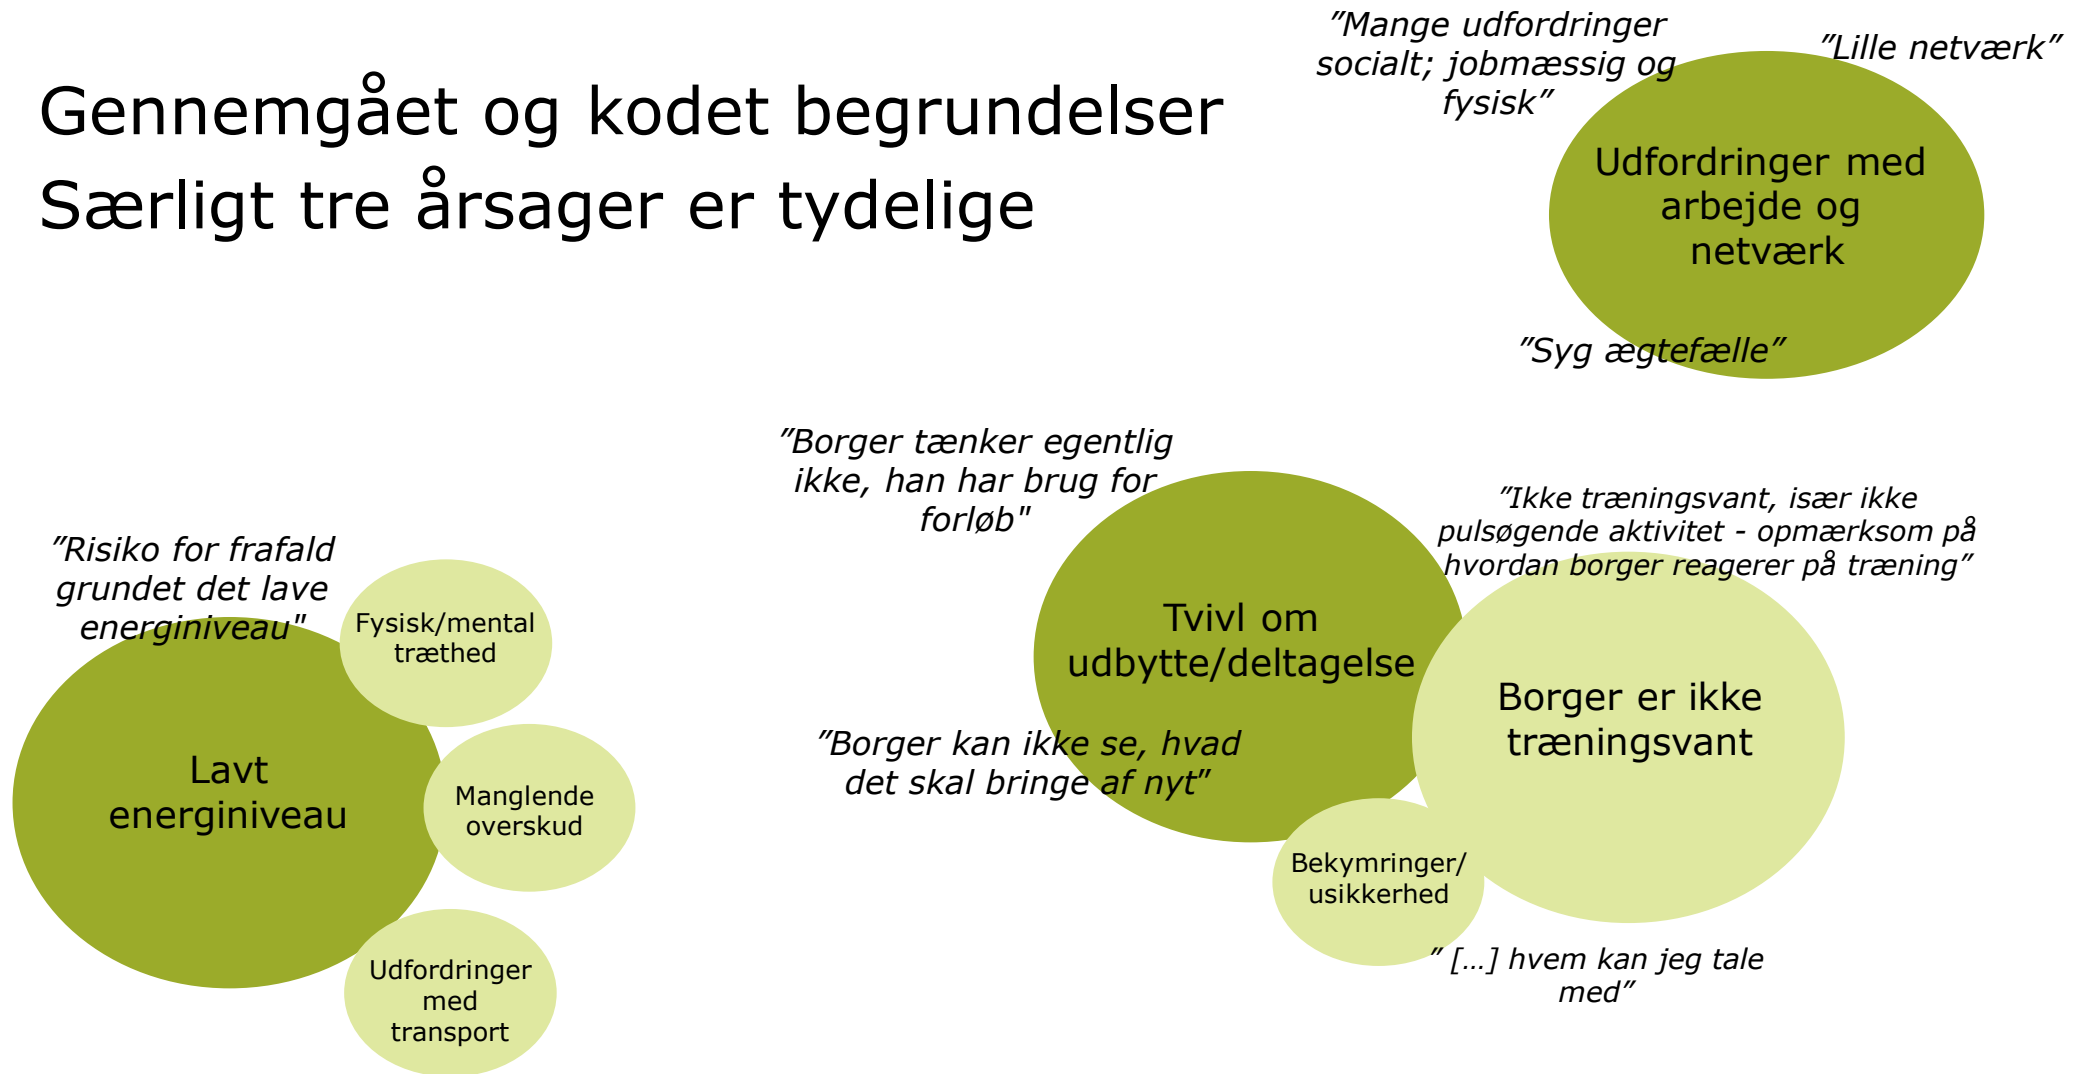 Gennemgået og kodet begrundelser
Særligt tre årsager er tydelige
”Mange udfordringer
socialt; jobmæssig og
fysisk”
”Lille netværk”
Udfordringer med
arbejde og
netværk
”Syg ægtefælle”
”Risiko for frafald
grundet det lave
energiniveau"
Fysisk/mental
træthed
Lavt
energiniveau
Manglende
overskud
Udfordringer
med
transport
”Borger tænker egentlig
ikke, han har brug for
forløb"
Tvivl om
udbytte/deltagelse
”Borger kan ikke se, hvad
det skal bringe af nyt”
”Ikke træningsvant, især ikke
pulsøgende aktivitet - opmærksom på
hvordan borger reagerer på træning”
Borger er ikke
træningsvant
Bekymringer/
usikkerhed
” […] hvem kan jeg tale
med”